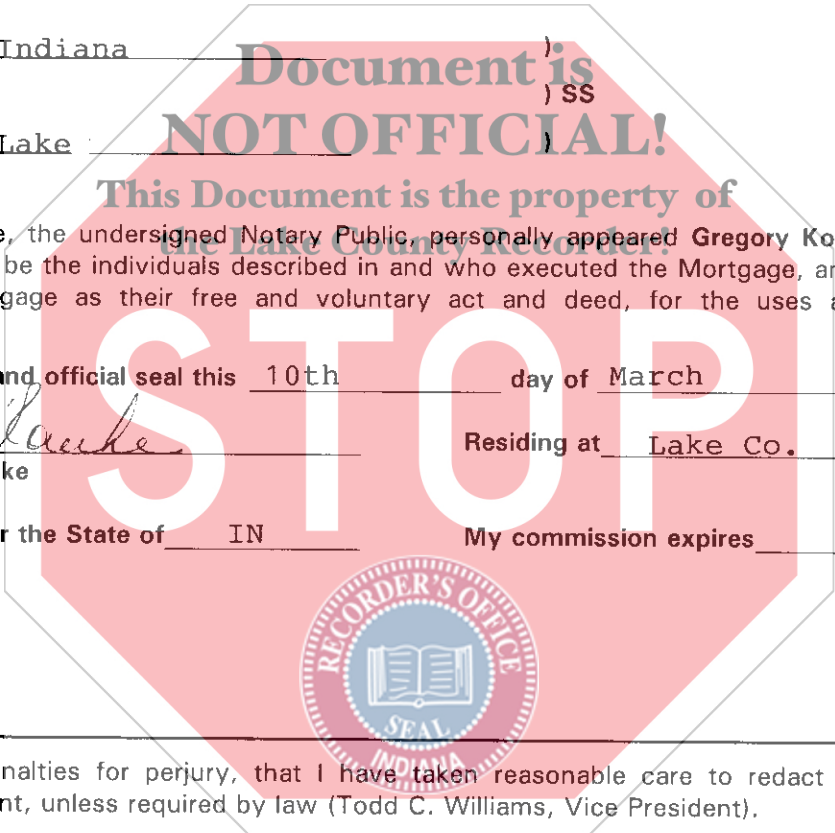 Indiana )
Document is
) SS
NOT OFFICIAL!
Lake )
This Document is the property of
the Lake County Recorder!
, the undersigned Notary Public, personally appeared Gregory Ko
be the individuals described in and who executed the Mortgage, an
gage as their free and voluntary act and deed, for the uses a
and official seal this 10th day of March
STOP
Residing at Lake Co.
ke
r the State of IN My commission expires
RECORDER'S OFFICE
SEAL
INDIANA
nalties for perjury, that I have taken reasonable care to redact
nt, unless required by law (Todd C. Williams, Vice President).